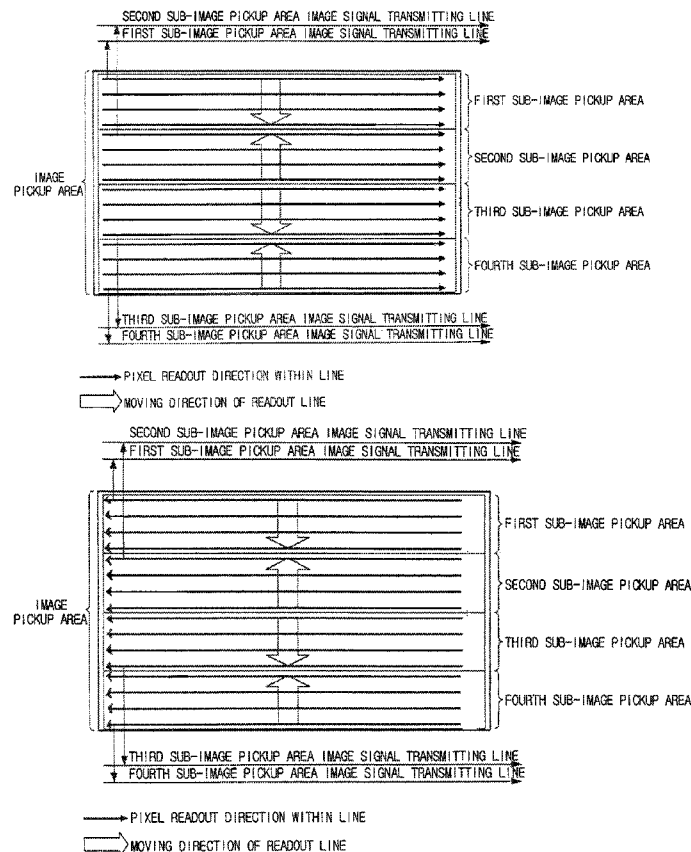 SECOND SUB-IMAGE PICKUP AREA IMAGE SIGNAL TRANSMITTING LINE
FIRST SUB-IMAGE PICKUP AREA IMAGE SIGNAL TRANSMITTING LINE
FIRST SUB-IMAGE PICKUP AREA
SECOND SUB-IMAGE PICKUP AREA
IMAGE
PICKUP AREA
THIRD SUB-IMAGE PICKUP AREA
FOURTH SUB-IMAGE PICKUP AREA
THIRD SUB-IMAGE PICKUP AREA IMAGE SIGNAL TRANSMITTING LINE
FOURTH SUB-IMAGE PICKUP AREA IMAGE SIGNAL TRANSMITTING LINE
PIXEL READOUT DIRECTION WITHIN LINE
MOVING DIRECTION OF READOUT LINE
SECOND SUB-IMAGE PICKUP AREA IMAGE SIGNAL TRANSMITTING LINE
FIRST SUB-IMAGE PICKUP AREA IMAGE SIGNAL TRANSMITTING LINE
FIRST SUB-IMAGE PICKUP AREA
SECOND SUB-IMAGE PICKUP AREA
IMAGE
PICKUP AREA
THIRD SUB-IMAGE PICKUP AREA
FOURTH SUB-IMAGE PICKUP AREA
THIRD SUB-IMAGE PICKUP AREA IMAGE SIGNAL TRANSMITTING LINE
FOURTH SUB-IMAGE PICKUP AREA IMAGE SIGNAL TRANSMITTING LINE
PIXEL READOUT DIRECTION WITHIN LINE
MOVING DIRECTION OF READOUT LINE